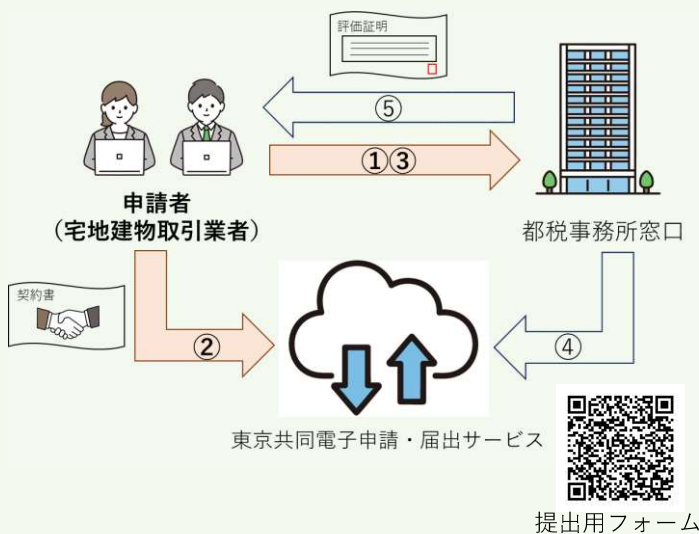 評価証明
⑤
①③
申請者
（宅地建物取引業者）
都税事務所窓口
契約書
②
④
東京共同電子申請・届出サービス
提出用フォーム